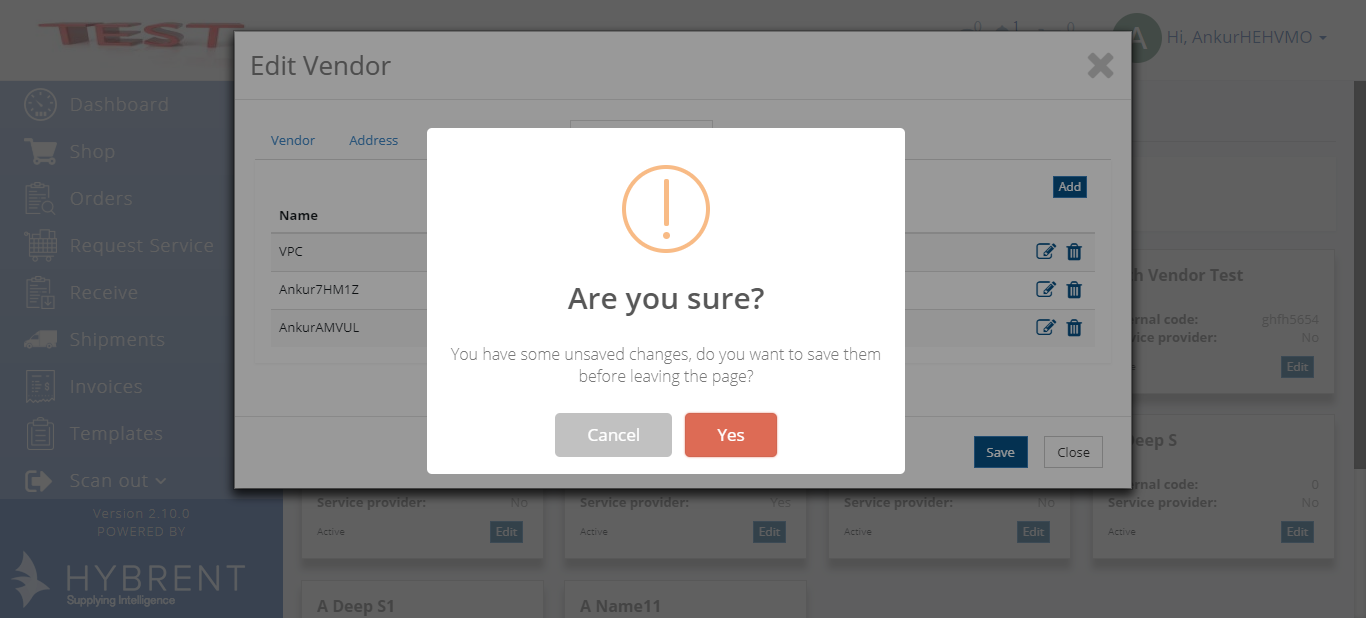 TEST
0
1
0
A
Hi, AnkurHEHVMO
Edit Vendor
Dashboard
Shop
Orders
Request Service
Receive
Shipments
Invoices
Templates
Scan out
Version 2.10.0
POWERED BY
HYBRENT
Supplying Intelligence
Vendor
Address
Add
Name
VPC
Ankur7HM1Z
AnkurAMVUL
Are you sure?
You have some unsaved changes, do you want to save them
before leaving the page?
Cancel
Yes
Save
Close
h Vendor Test
rnal code: ghfh5654
vice provider: No
Edit
Deep S
rnal code: 0
Service provider: No
Active
Edit
Service provider: No
Active
Edit
Service provider: Yes
Active
Edit
Service provider: No
Active
Edit
A Deep S1
A Name11